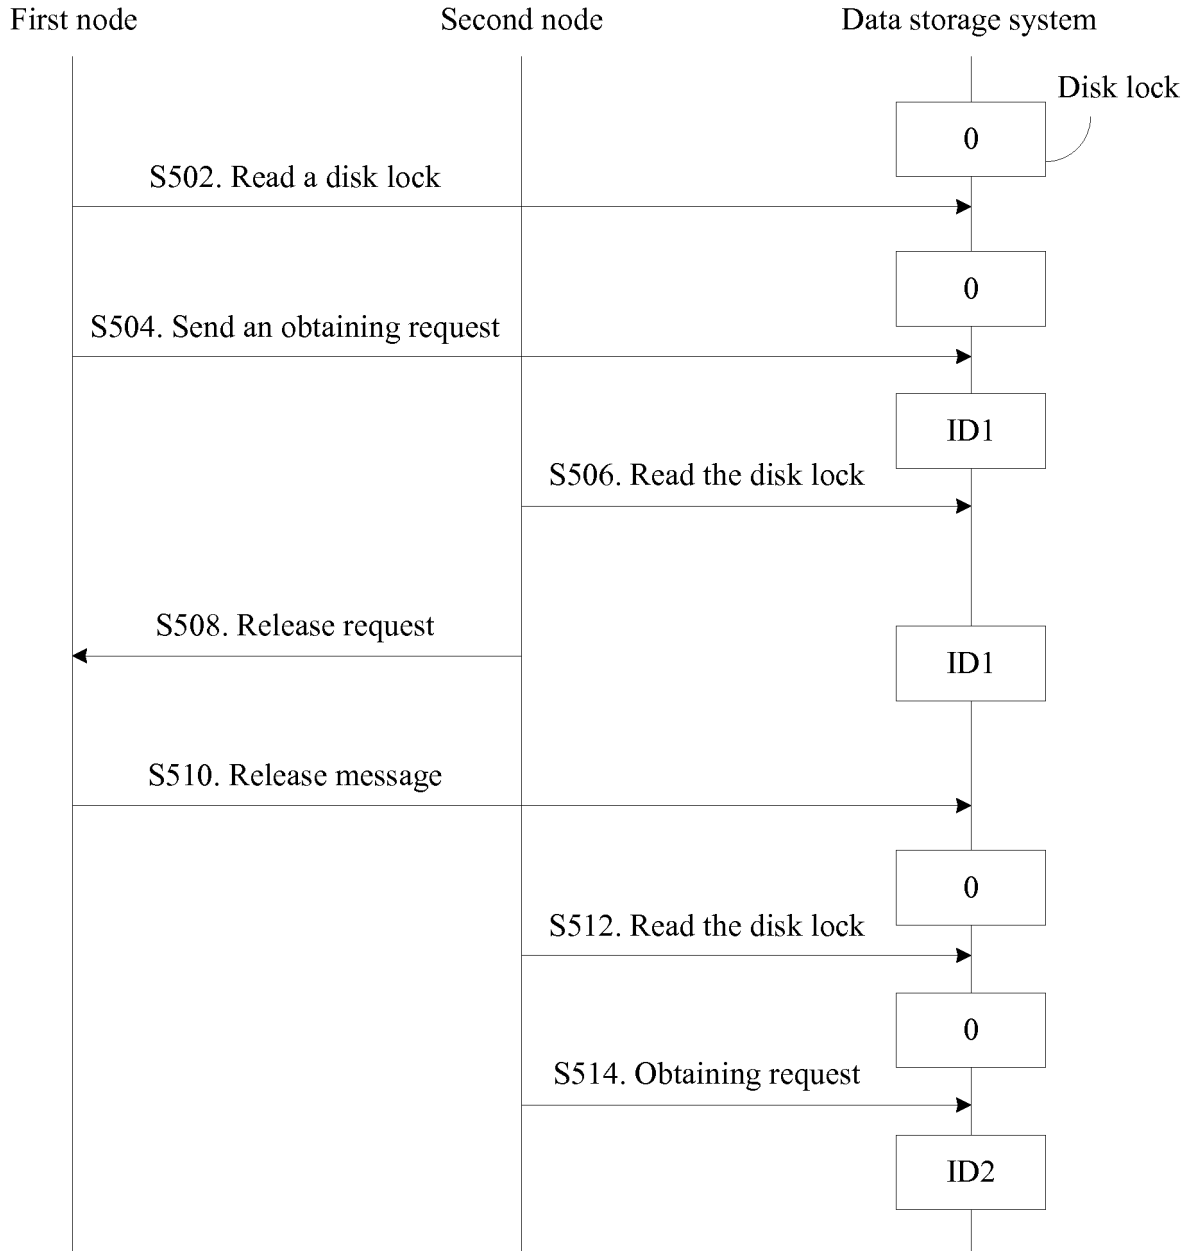 First node
Second node
Data storage system
Disk lock
0
S502. Read a disk lock
0
S504. Send an obtaining request
ID1
S506. Read the disk lock
S508. Release request
ID1
S510. Release message
0
S512. Read the disk lock
0
S514. Obtaining request
ID2